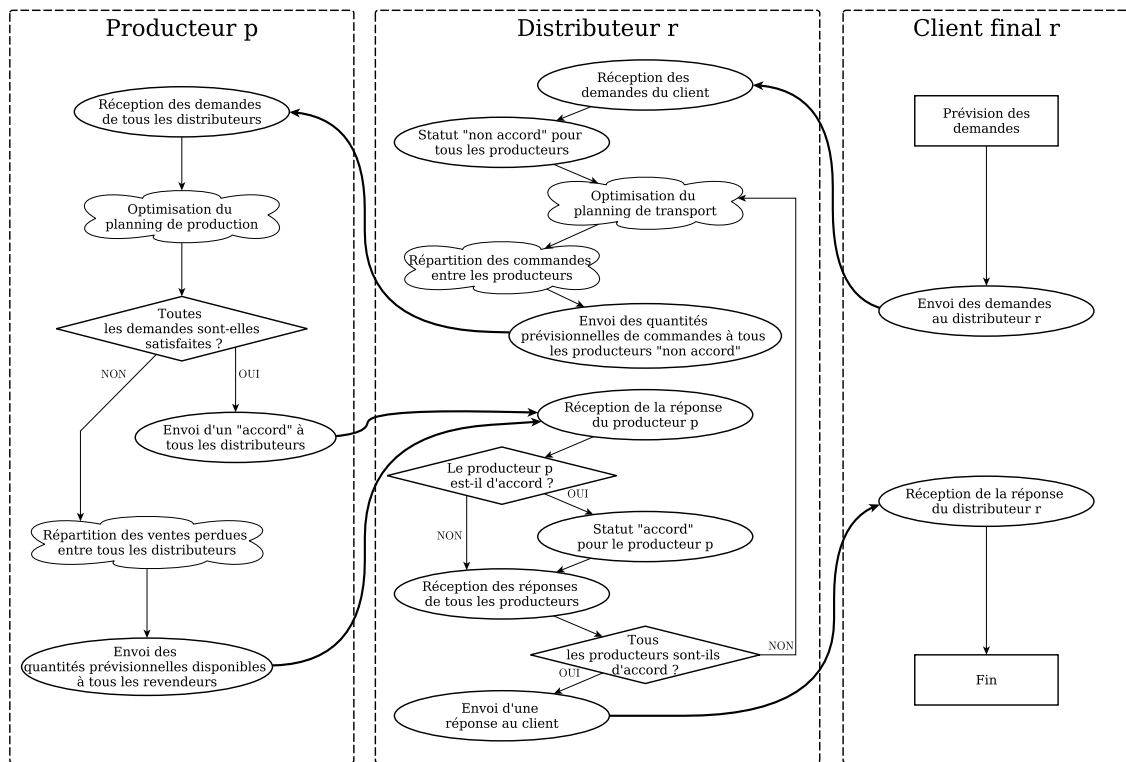 Producteur p
Réception des demandes
de tous les distributeurs
Optimisation du
planning de production
Toutes
les demandes sont-elles
satisfaites ?
NON
OUI
Envoi d'un "accord" à
tous les distributeurs
Répartition des ventes perdues
entre tous les distributeurs
Envoi des
quantités prévisionnelles disponibles
à tous les revendeurs
Distributeur r
Réception des
demandes du client
Statut "non accord" pour
tous les producteurs
Optimisation du
planning de transport
Répartition des commandes
entre les producteurs
Envoi des quantités
prévisionnelles de commandes à tous
les producteurs "non accord"
Réception de la réponse
du producteur p
Le producteur p
est-il d'accord ?
OUI
NON
Statut "accord"
pour le producteur p
Réception des réponses
de tous les producteurs
Tous
les producteurs sont-ils
d'accord ?
NON
OUI
Envoi d'une
réponse au client
Client final r
Prévision des
demandes
Envoi des demandes
au distributeur r
Réception de la réponse
du distributeur r
Fin